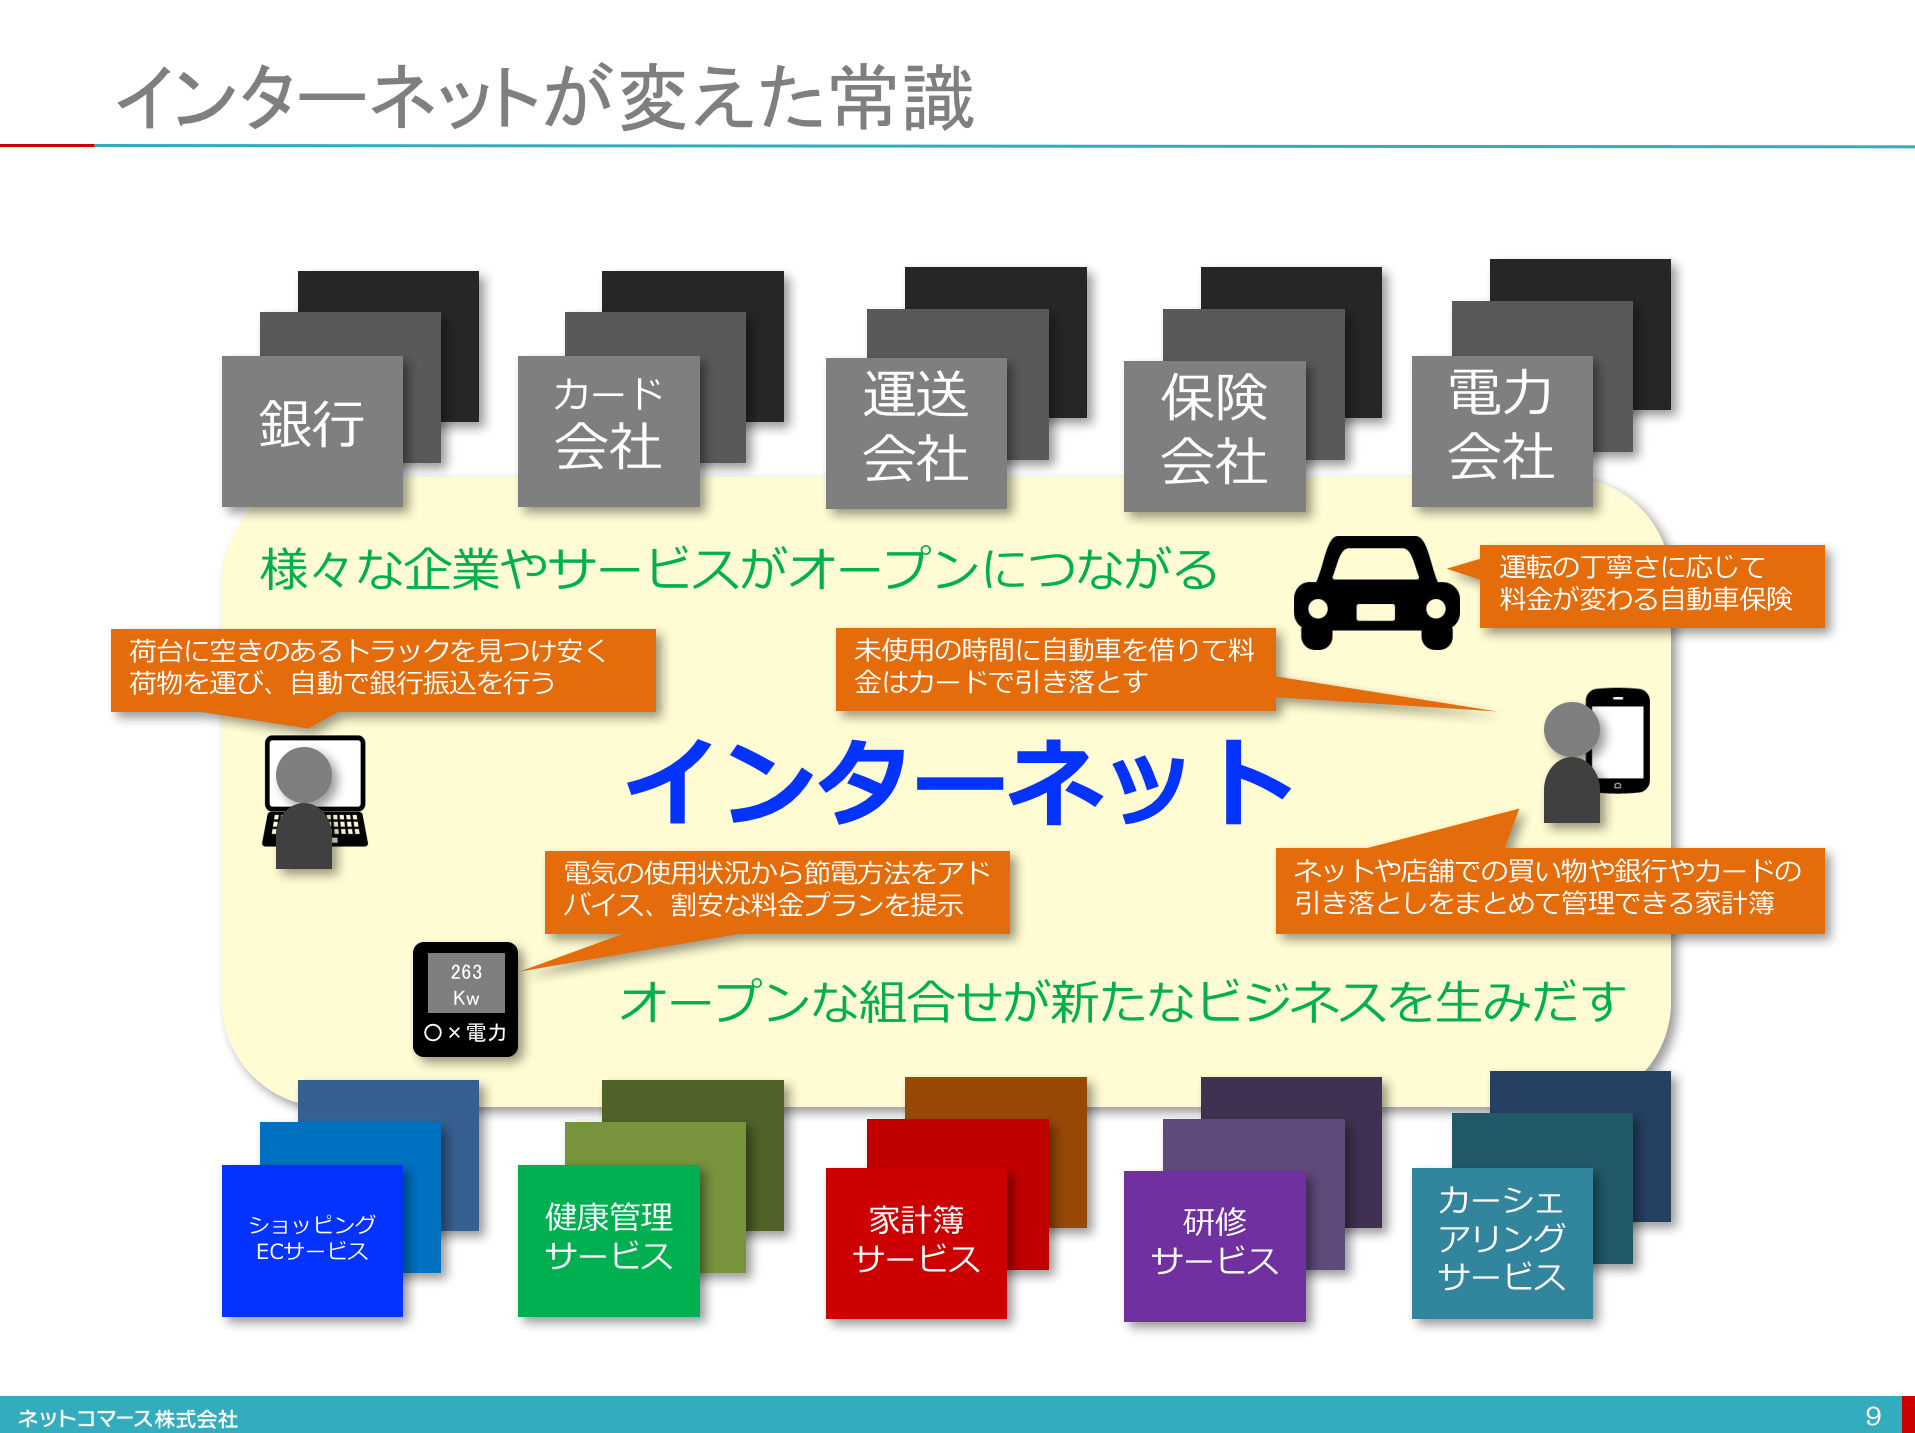 インターネットが変えた常識
銀行
カード
会社
運送
会社
保険
会社
電力
会社
様々な企業やサービスがオープンにつながる
運転の丁寧さに応じて
料金が変わる自動車保険
荷台に空きのあるトラックを見つけ安く
荷物を運び、自動で銀行振込を行う
未使用の時間に自動車を借りて料
金はカードで引き落とす
インターネット
電気の使用状況から節電方法をアド
バイス、割安な料金プランを提示
ネットや店舗での買い物や銀行やカードの
引き落としをまとめて管理できる家計簿
263
Kw
〇×電力
オープンな組合せが新たなビジネスを生みだす
ショッピング
ECサービス
健康管理
サービス
家計簿
サービス
研修
サービス
カーシェ
アリング
サービス
ネットコマース株式会社
9